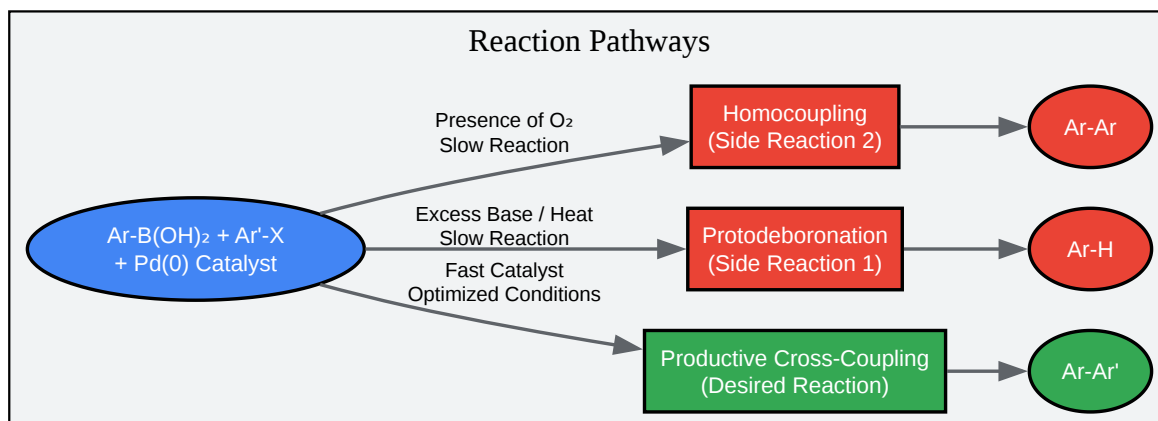 Reaction Pathways
Presence of O₂
Slow Reaction
Homocoupling
(Side Reaction 2)
Ar-Ar
Ar-B(OH)₂ + Ar'-X
+ Pd(0) Catalyst
Excess Base / Heat
Slow Reaction
Protodeboronation
(Side Reaction 1)
Ar-H
Fast Catalyst
Optimized Conditions
Productive Cross-Coupling
(Desired Reaction)
Ar-Ar'